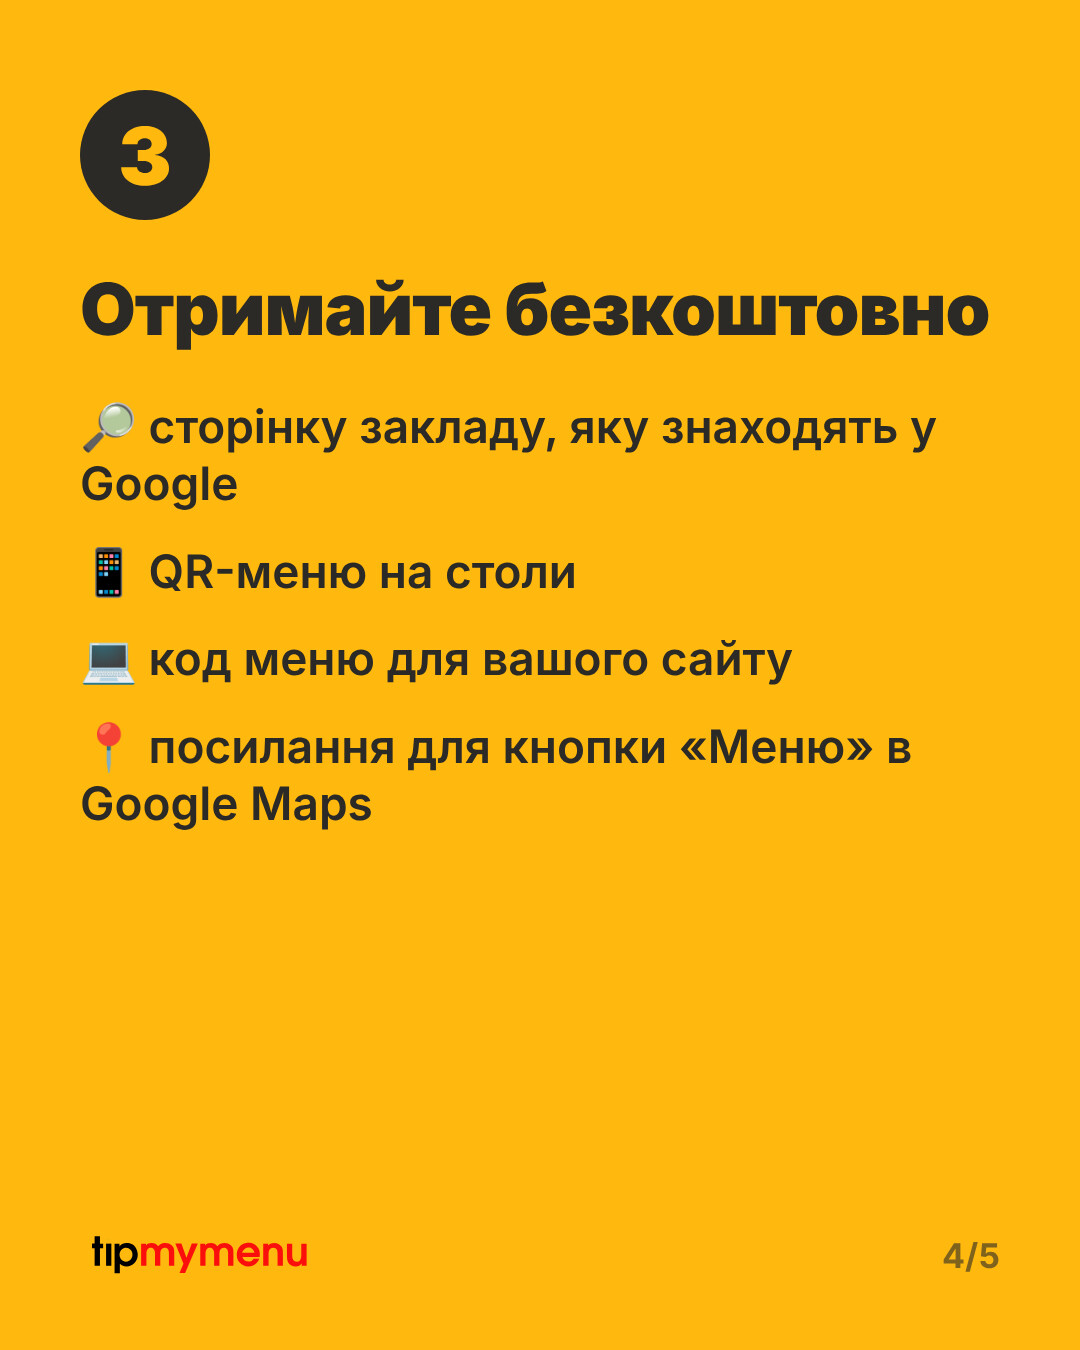 3
Отримайте безкоштовно
🔎 сторінку закладу, яку знаходять у
Google
📱 QR-меню на столи
💻 код меню для вашого сайту
📍 посилання для кнопки «Меню» в
Google Maps
tipmymenu
4/5